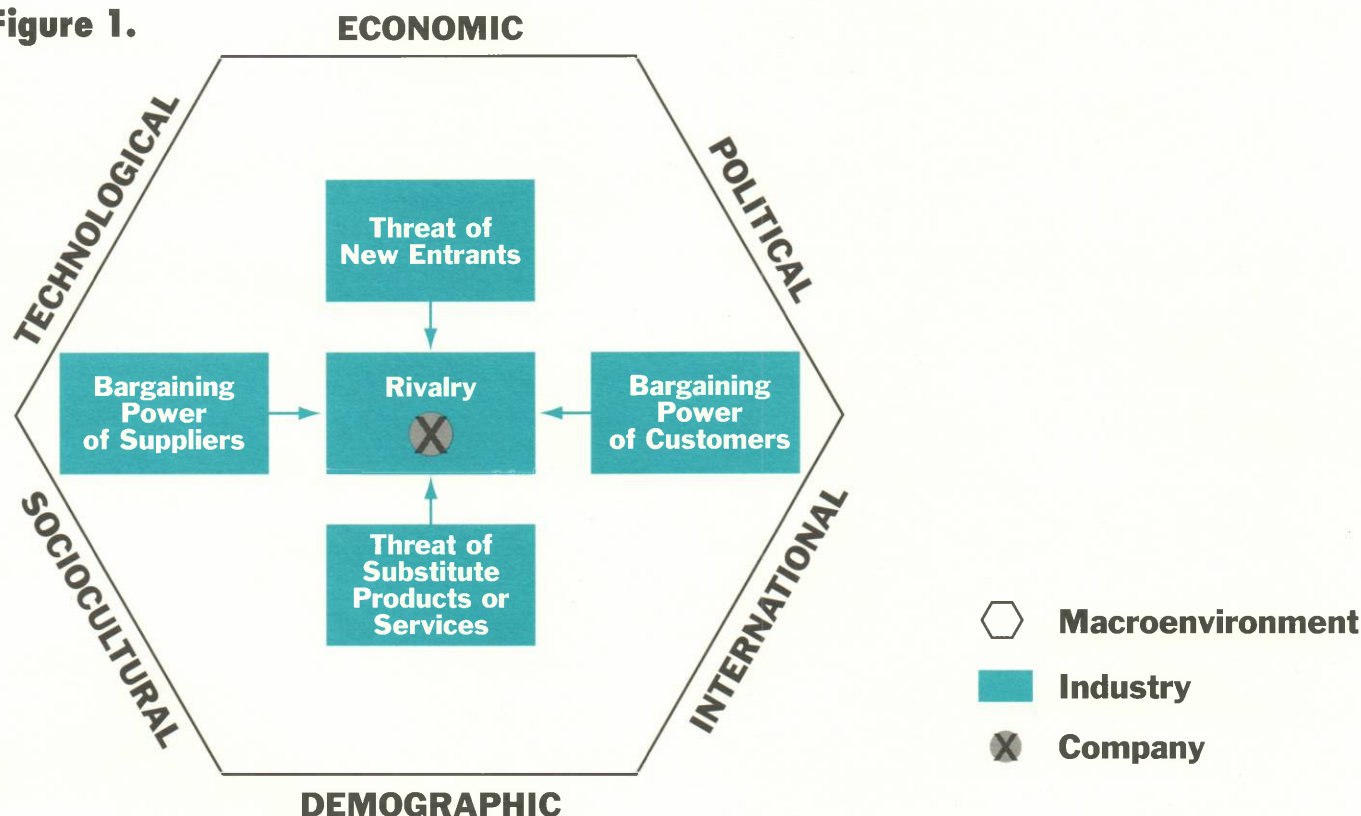 Figure 1.
ECONOMIC
TECHNOLOGICAL
POLITICAL
Threat of
New Entrants
Bargaining
Power
of Suppliers
Rivalry
X
Bargaining
Power
of Customers
Threat of
Substitute
Products or
Services
SOCIOCULTURAL
INTERNATIONAL
DEMOGRAPHIC
Macroenvironment
Industry
X
Company